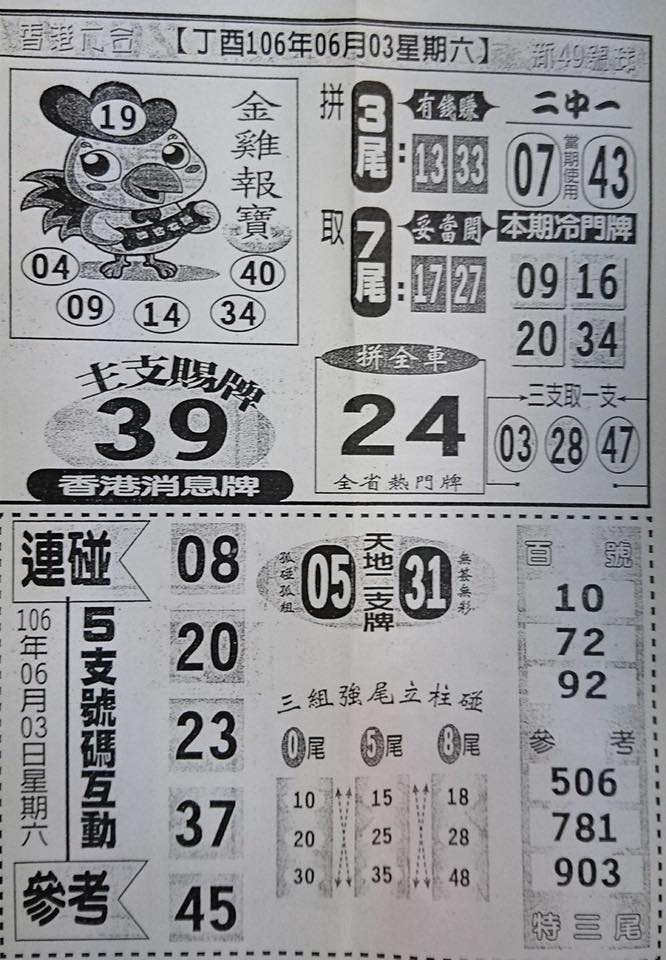 香港六合 【丁酉106年06月03星期六】 新49號球
19
金雞報寶
04
09
14
34
40
主支賜牌
39
香港消息牌
拼 3尾: 有錢賺
13 33
取 7尾: 妥當開
17 27
二中一
07 當期使用 43
本期冷門牌
09 16
20 34
拼全車
24
全省熱門牌
三支取一支
03 28 47
連碰
106年06月03日星期六
5支號碼互動
參考
08
20
23
37
45
孤碰孤組 05 天地二支牌 31 無甚無彩
三組強尾立柱碰
0尾 5尾 8尾
10 15 18
20 25 28
30 35 48
百號
10
72
92
參考
506
781
903
特三尾